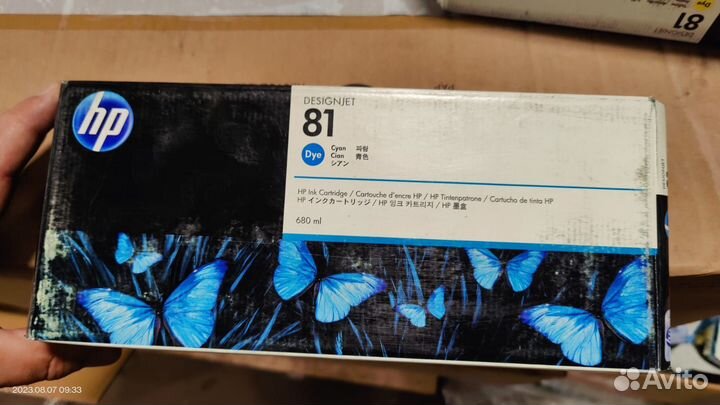 DESIGNJET
81
Dye
hp
DESIGNJET
81
Dye
Cyan 파랑
Cian 青色
シアン
HP Ink Cartridge / Cartouche d'encre HP / HP Tintenpatrone / Cartucho de tinta HP
HP インクカートリッジ / HP 잉크 카트리지 / HP 墨盒
680 ml
2023.08.07 09:33
Avito